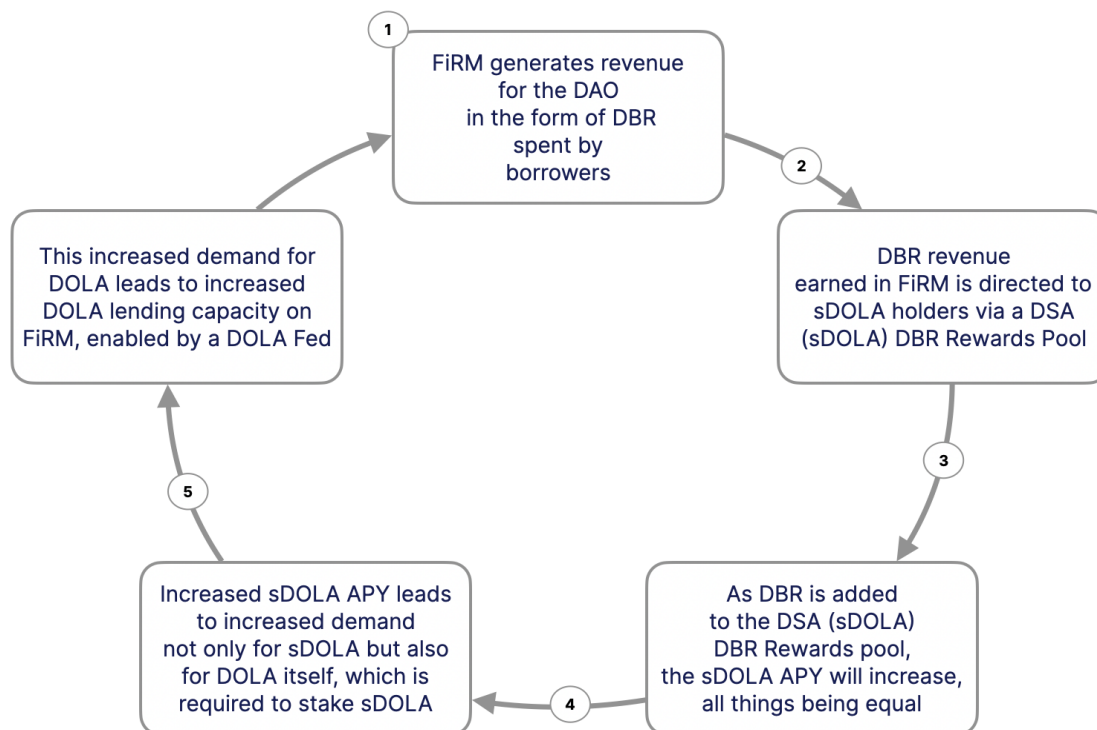 1
FiRM generates revenue
for the DAO
in the form of DBR
spent by
borrowers
2
DBR revenue
earned in FiRM is directed to
sDOLA holders via a DSA
(sDOLA) DBR Rewards Pool
3
As DBR is added
to the DSA (sDOLA)
DBR Rewards pool,
the sDOLA APY will increase,
all things being equal
4
Increased sDOLA APY leads
to increased demand
not only for sDOLA but also
for DOLA itself, which is
required to stake sDOLA
5
This increased demand for
DOLA leads to increased
DOLA lending capacity on
FiRM, enabled by a DOLA Fed